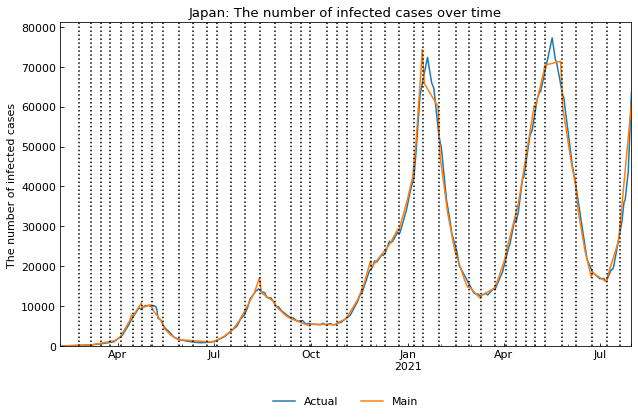 Japan: The number of infected cases over time
The number of infected cases
80000
70000
60000
50000
40000
30000
20000
10000
0
Apr
Jul
Oct
Jan
2021
Apr
Jul
Actual
Main